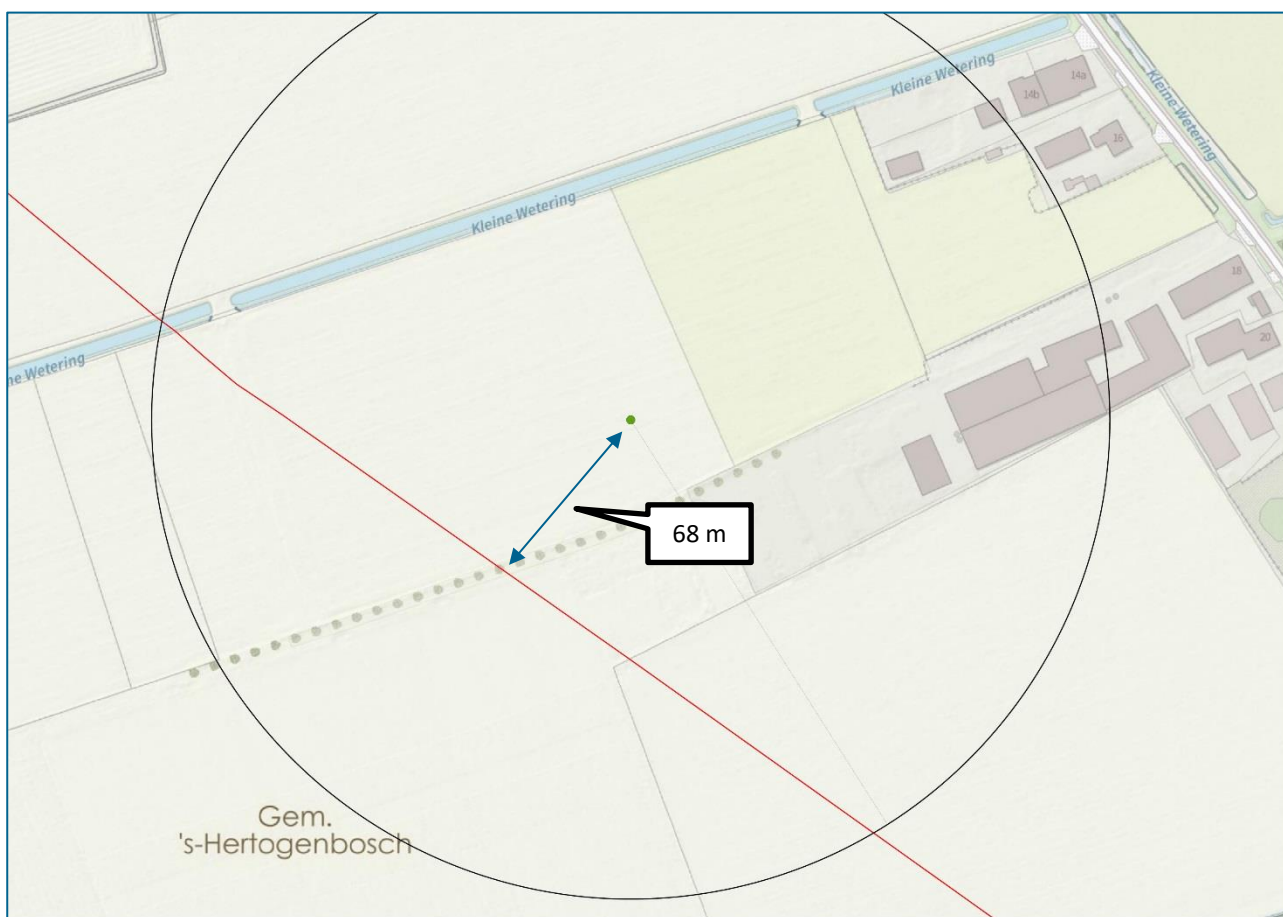 Kleine Wetering
14a
14b
Kleine Wetering
16
Kleine Wetering
18
20
ne Wetering
68 m
Gem.
's-Hertogenbosch